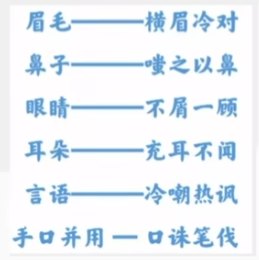 眉毛———横眉冷对
鼻子———嗤之以鼻
眼睛———不屑一顾
耳朵———充耳不闻
言语———冷嘲热讽
手口并用 — 口诛笔伐